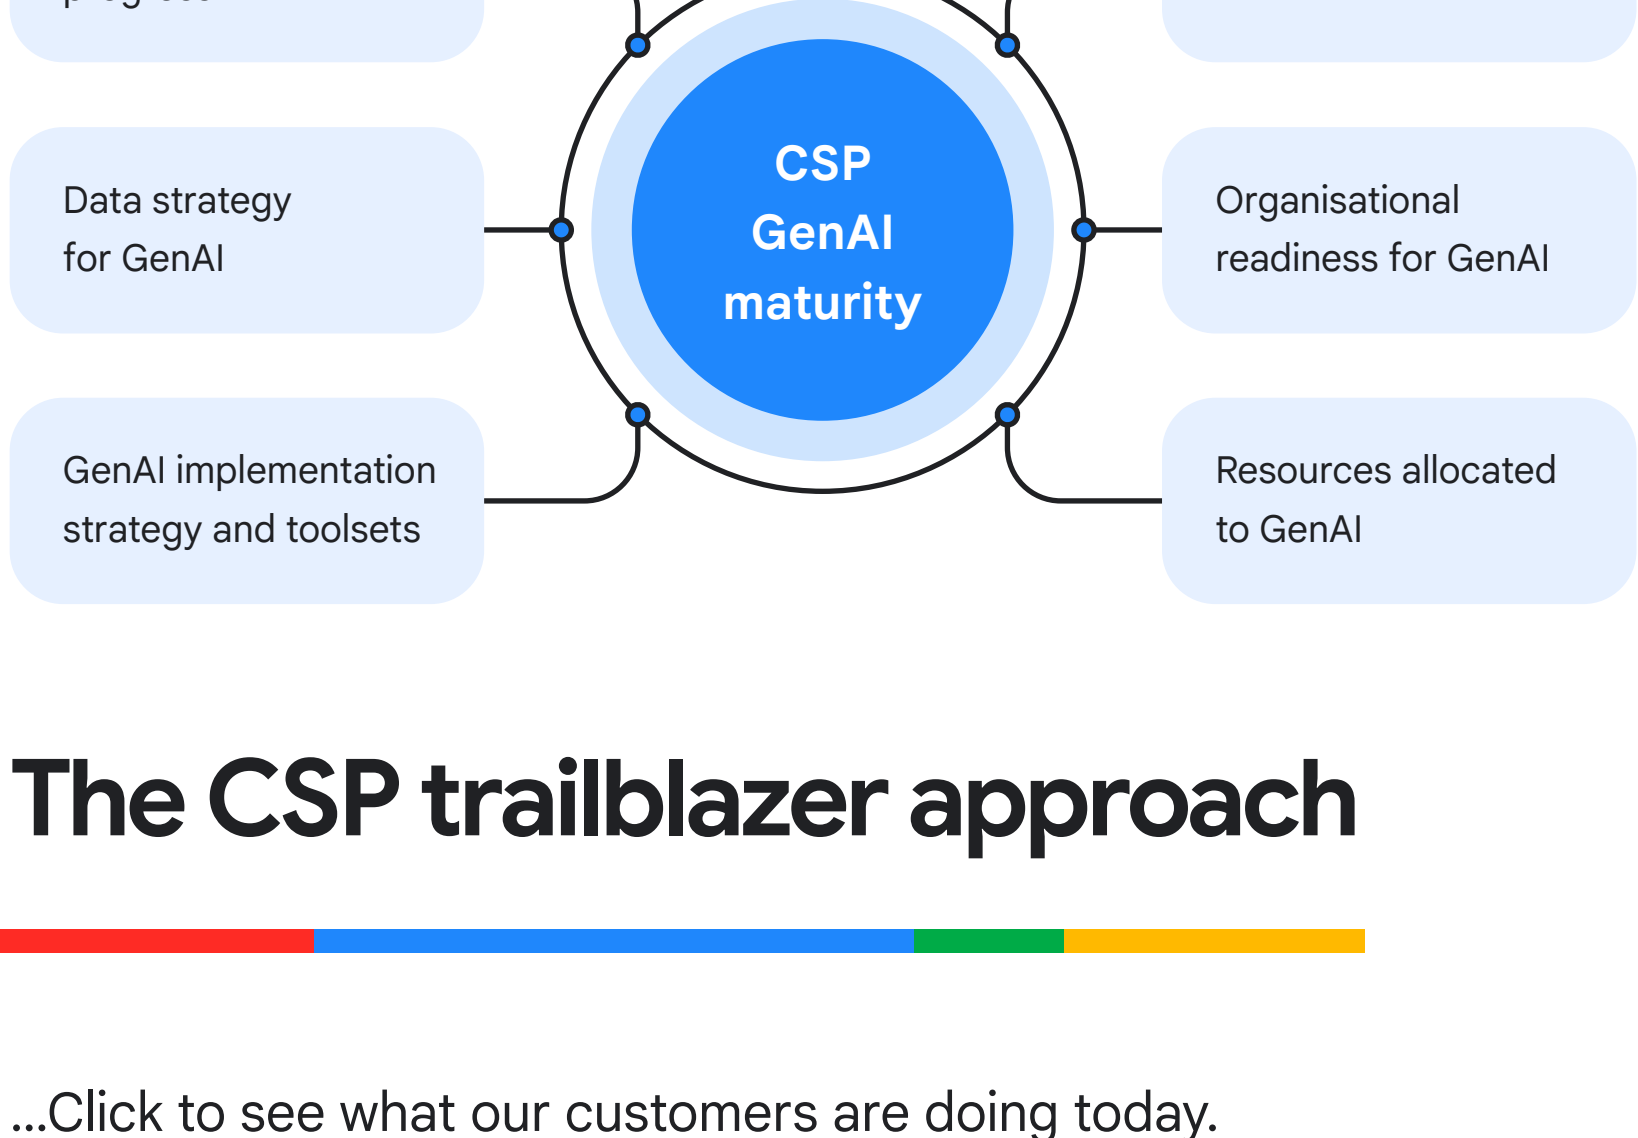 CSP
GenAI
maturity
Data strategy
for GenAI
Organisational
readiness for GenAI
GenAI implementation
strategy and toolsets
Resources allocated
to GenAI
The CSP trailblazer approach
...Click to see what our customers are doing today.